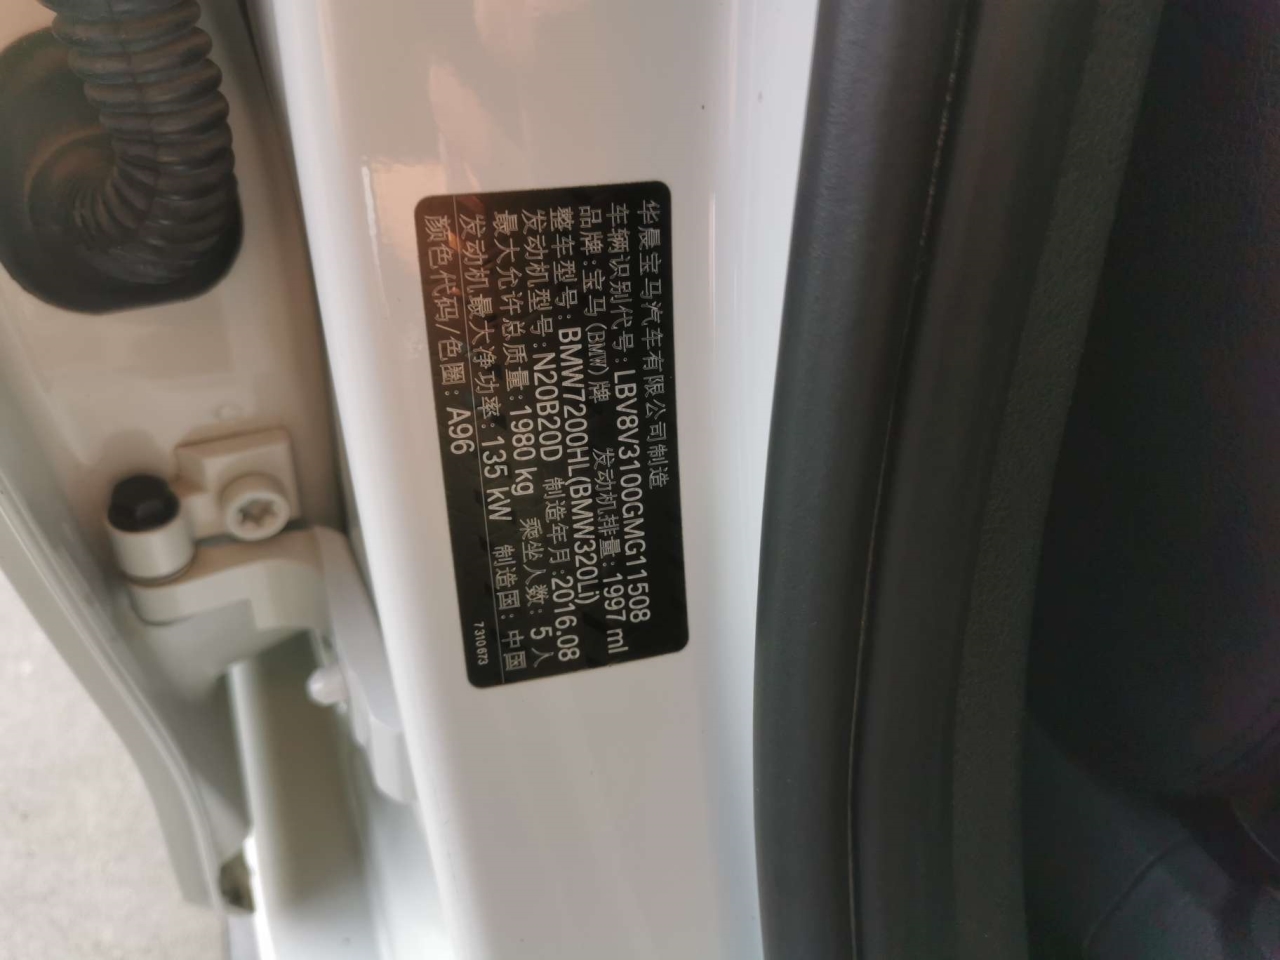 华晨宝马汽车有限公司制造
车辆识别代号：LBV8V3100GMG11508
品牌：宝马(BMW)牌 发动机排量：1997 ml
整车型号：BMW7200HL(BMW320Li)
发动机型号：N20B20D 制造年月：2016.08
最大允许总质量：1980 kg 乘坐人数：5 人
发动机最大净功率：135 kW 制造国：中国
颜色代码/色圈：A96
7310673